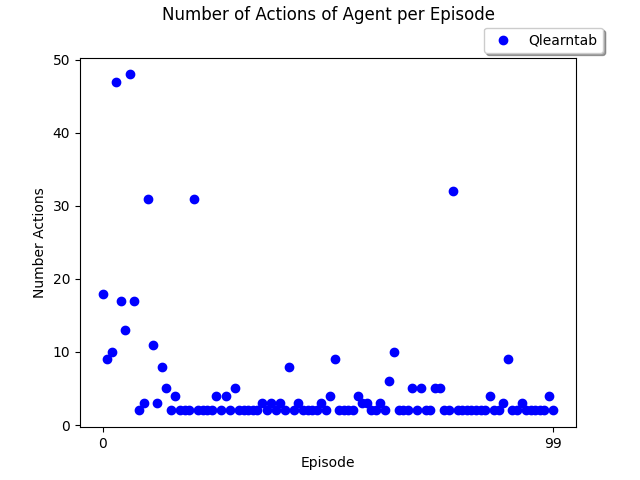 Number of Actions of Agent per Episode
Qlearntab
50
40
30
20
10
0
Number Actions
0 99
Episode